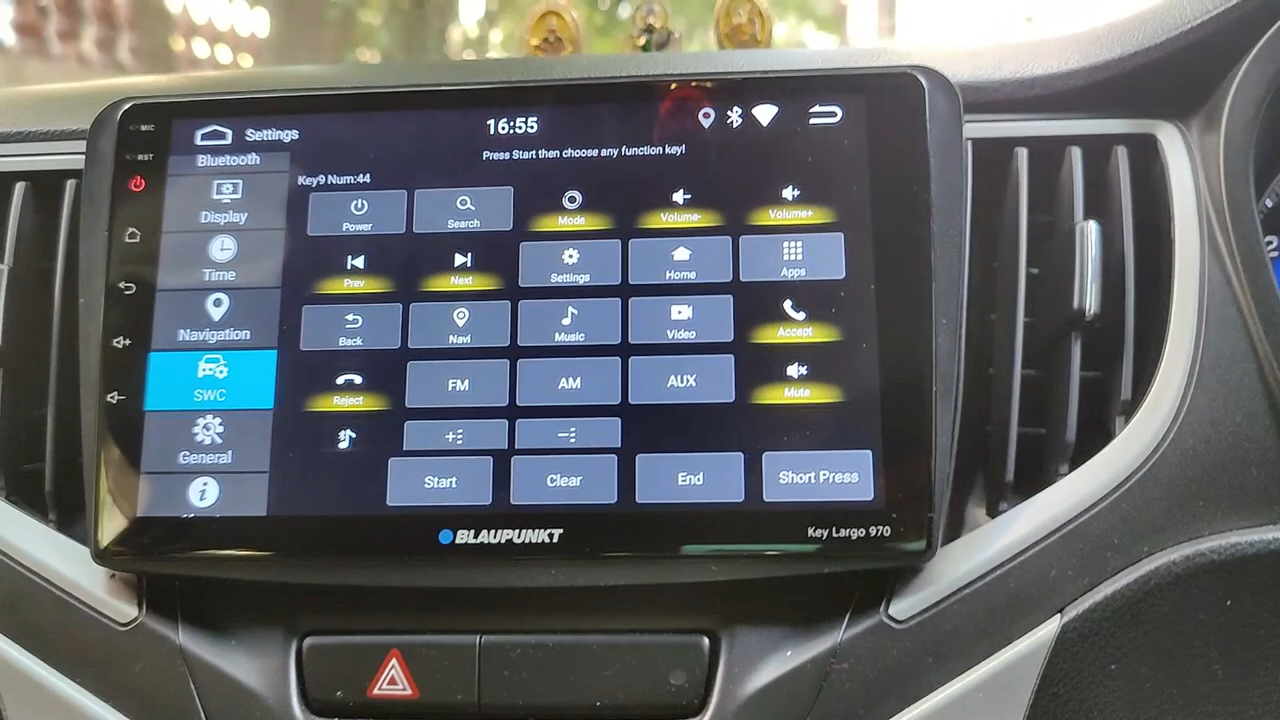 MIC
RST
Settings
16:55
Press Start then choose any function key!
Bluetooth
Display
Time
Navigation
SWC
General
Key9 Num:44
Power
Search
Mode
Volume-
Volume+
Prev
Next
Settings
Home
Apps
Back
Navi
Music
Video
Accept
Reject
FM
AM
AUX
Mute
Start
Clear
End
Short Press
BLAUPUNKT
Key Largo 970